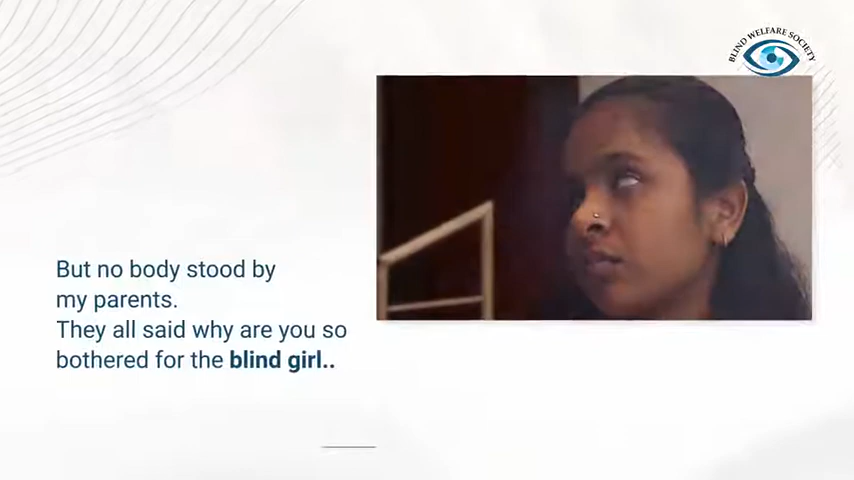 BLIND WELFARE SOCIETY
But no body stood by
my parents.
They all said why are you so
bothered for the blind girl..